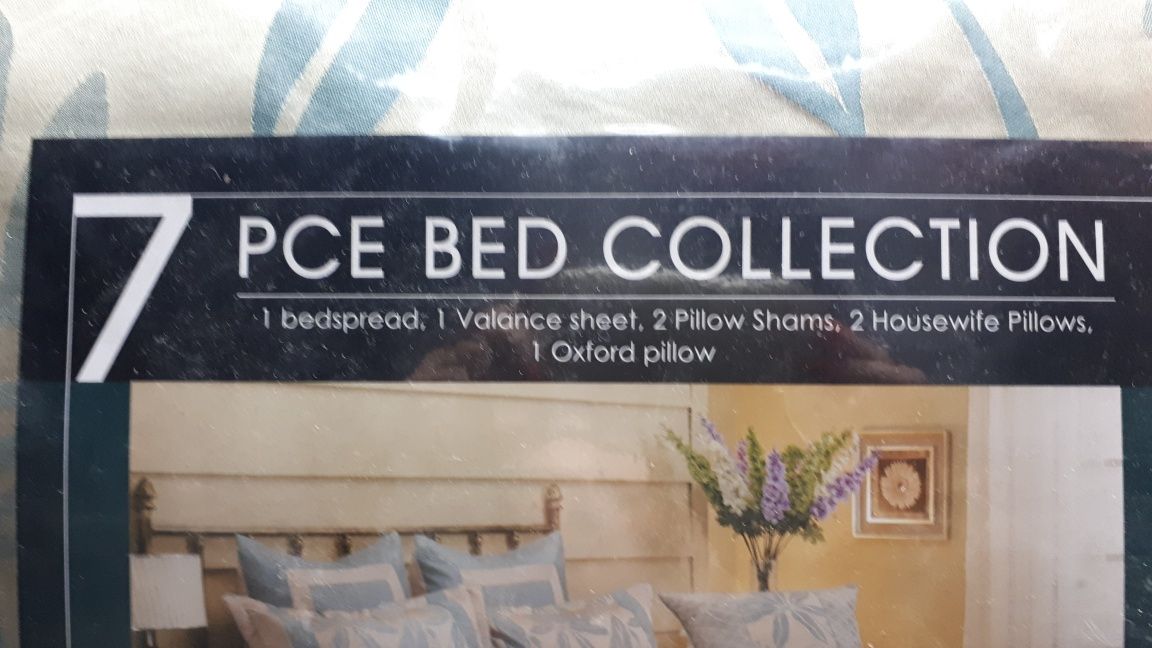 7 PCE BED COLLECTION
1 bedspread, 1 Valance sheet, 2 Pillow Shams, 2 Housewife Pillows,
1 Oxford pillow